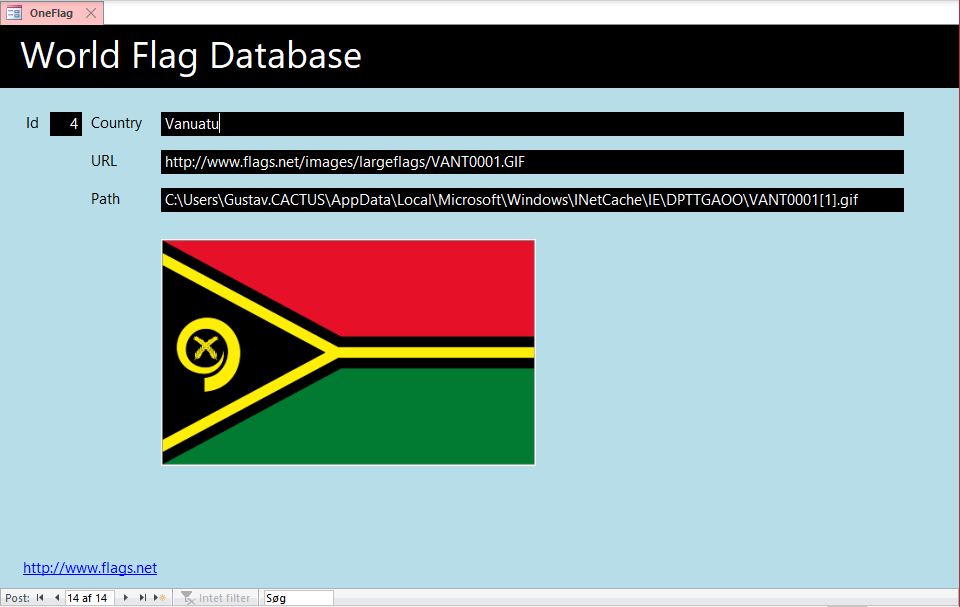 OneFlag
World Flag Database
Id 4 Country Vanuatu
URL http://www.flags.net/images/largeflags/VANT0001.GIF
Path C:\Users\Gustav.CACTUS\AppData\Local\Microsoft\Windows\INetCache\IE\DPTTGAOO\VANT0001[1].gif
http://www.flags.net
Post: 14 af 14 Intet filter Søg